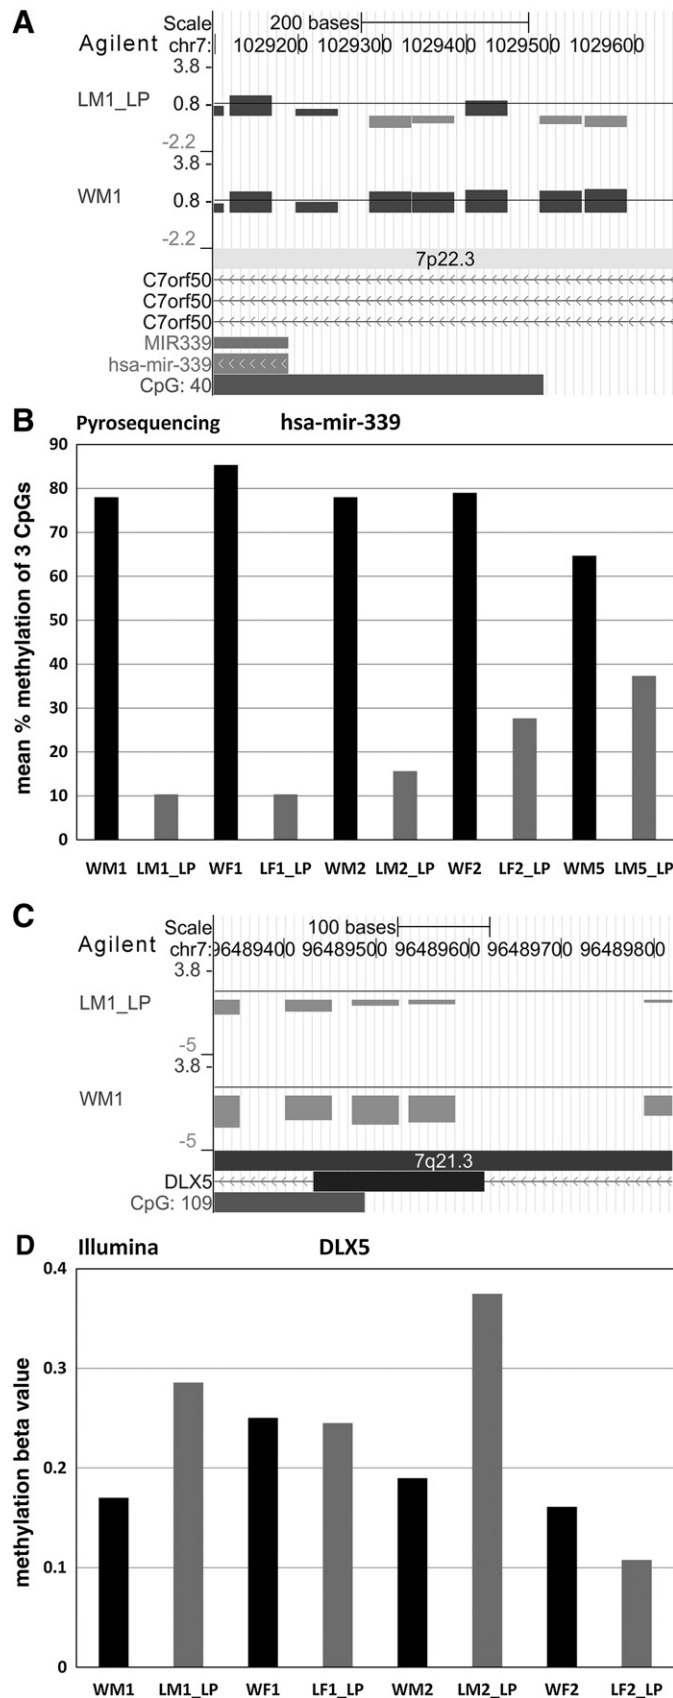 A
Scale 200 bases
Agilent chr7: 1029200 1029300 1029400 1029500 1029600
3.8
LM1_LP 0.8
-2.2
3.8
WM1 0.8
-2.2
7p22.3
C7orf50
C7orf50
C7orf50
MIR339
hsa-mir-339
CpG: 40
B Pyrosequencing hsa-mir-339
mean % methylation of 3 CpGs
90
80
70
60
50
40
30
20
10
0
WM1 LM1_LP WF1 LF1_LP WM2 LM2_LP WF2 LF2_LP WM5 LM5_LP
C
Scale 100 bases
Agilent chr7: 96489400 96489500 96489600 96489700 96489800
3.8
LM1_LP
-5
3.8
WM1
-5
7q21.3
DLX5
CpG: 109
D Illumina DLX5
methylation beta value
0.4
0.3
0.2
0.1
0
WM1 LM1_LP WF1 LF1_LP WM2 LM2_LP WF2 LF2_LP